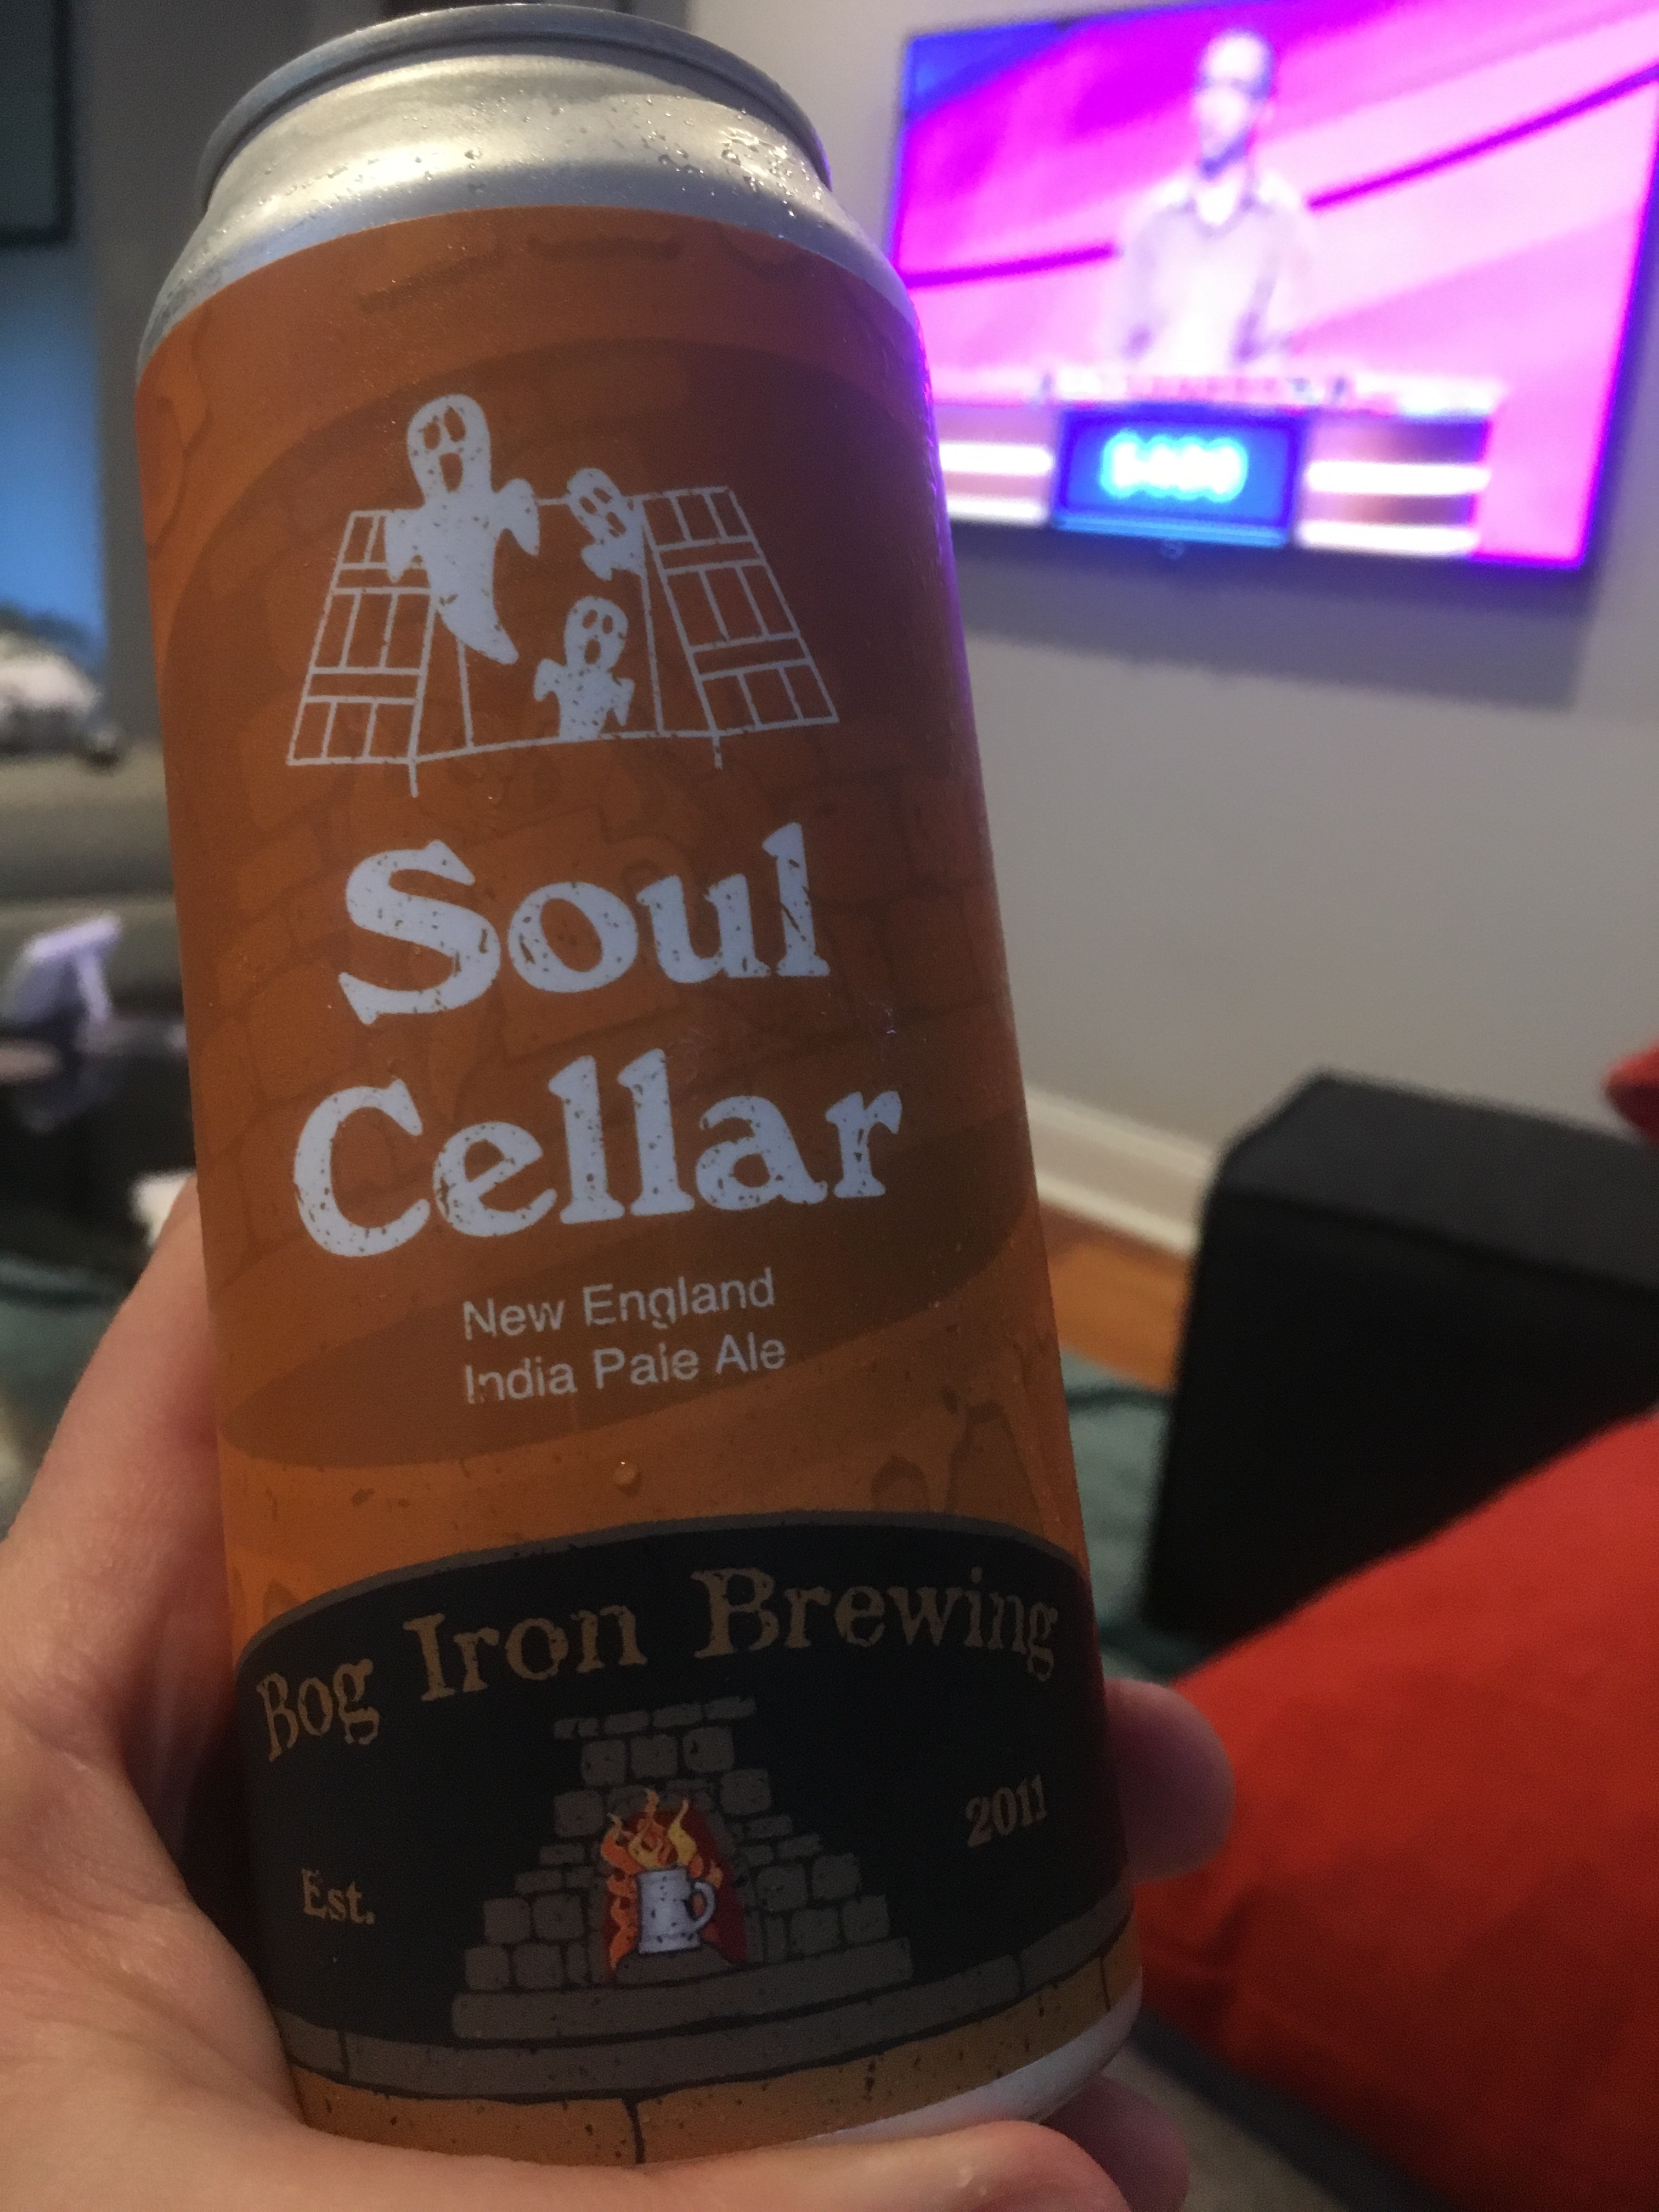 Soul
Cellar
New England
India Pale Ale
Bog Iron Brewing
Est. 2011